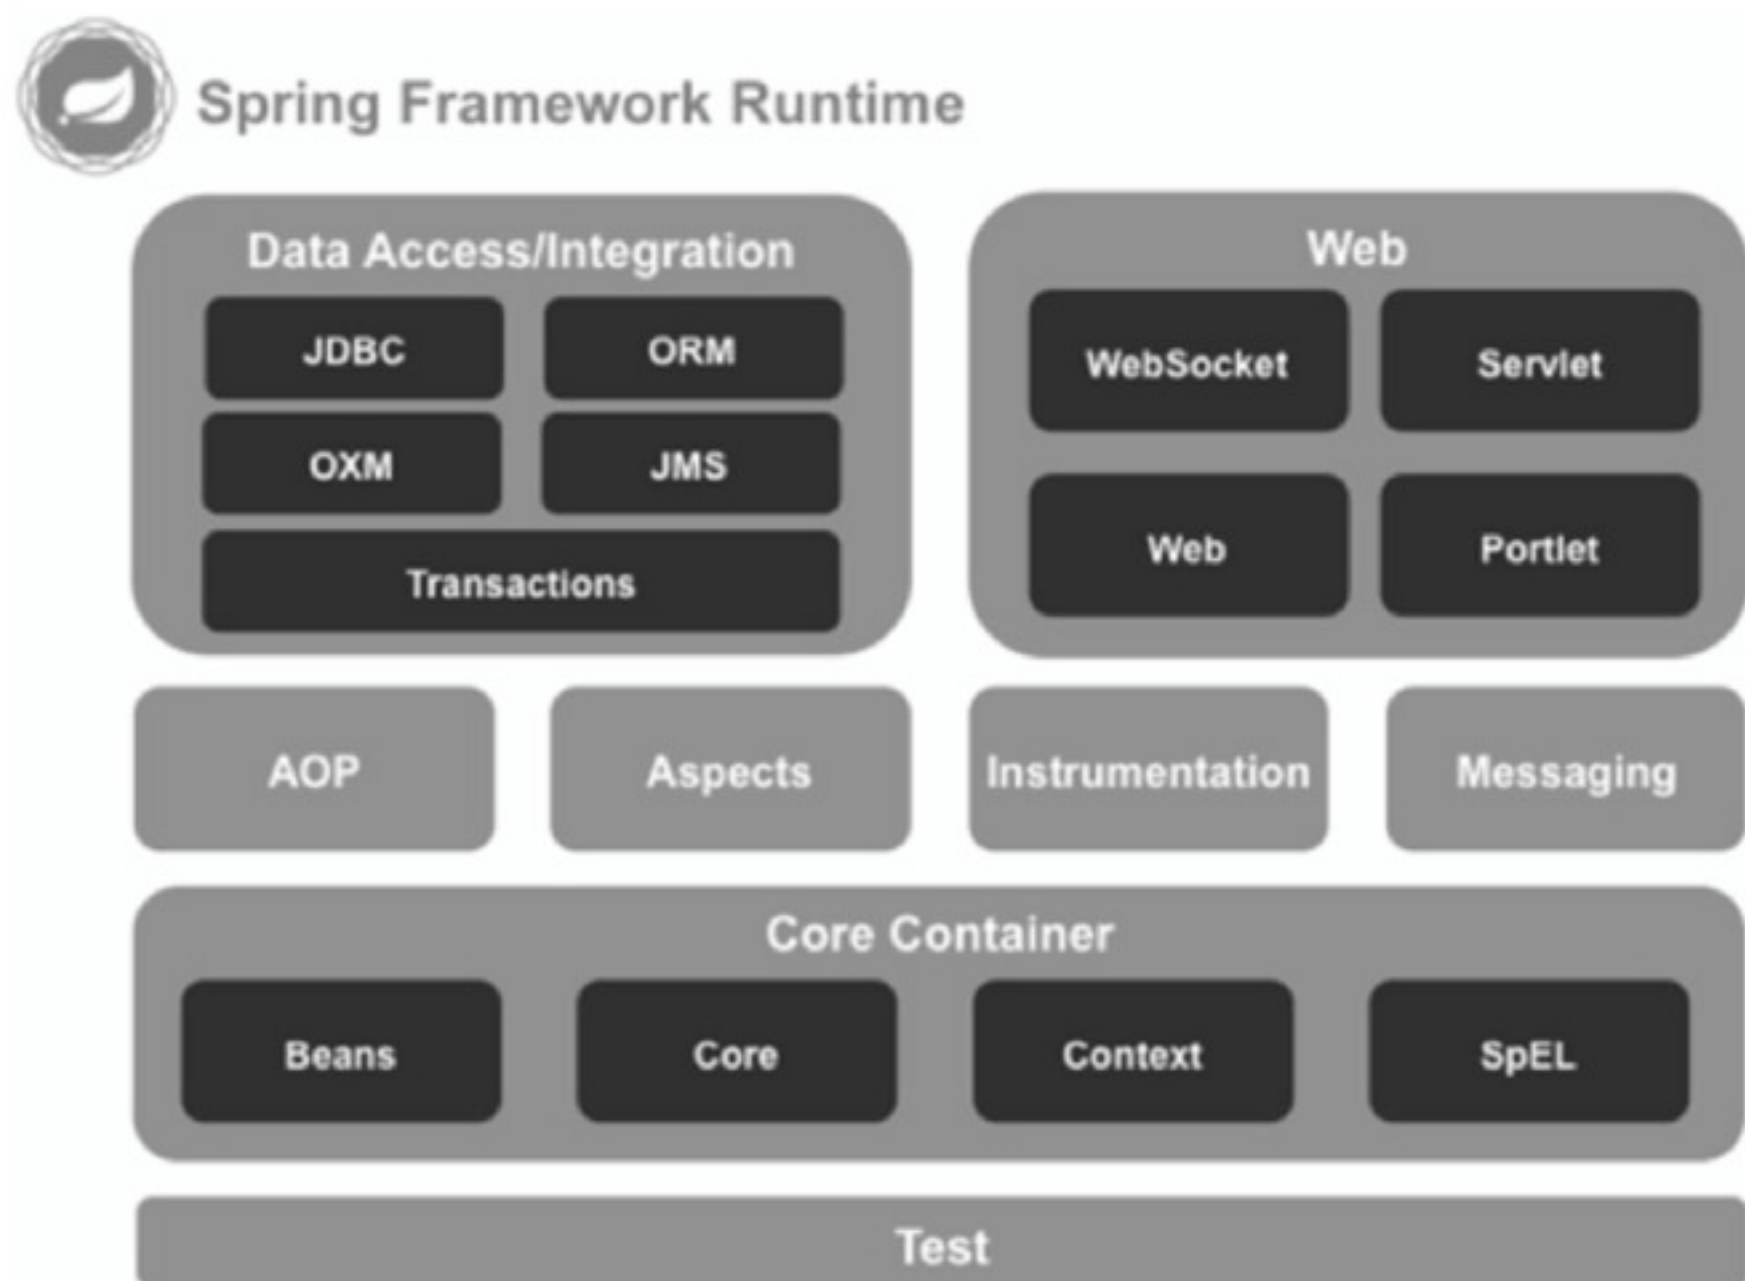 Spring Framework Runtime
Data Access/Integration
JDBC
ORM
OXM
JMS
Transactions
Web
WebSocket
Servlet
Web
Portlet
AOP
Aspects
Instrumentation
Messaging
Core Container
Beans
Core
Context
SpEL
Test